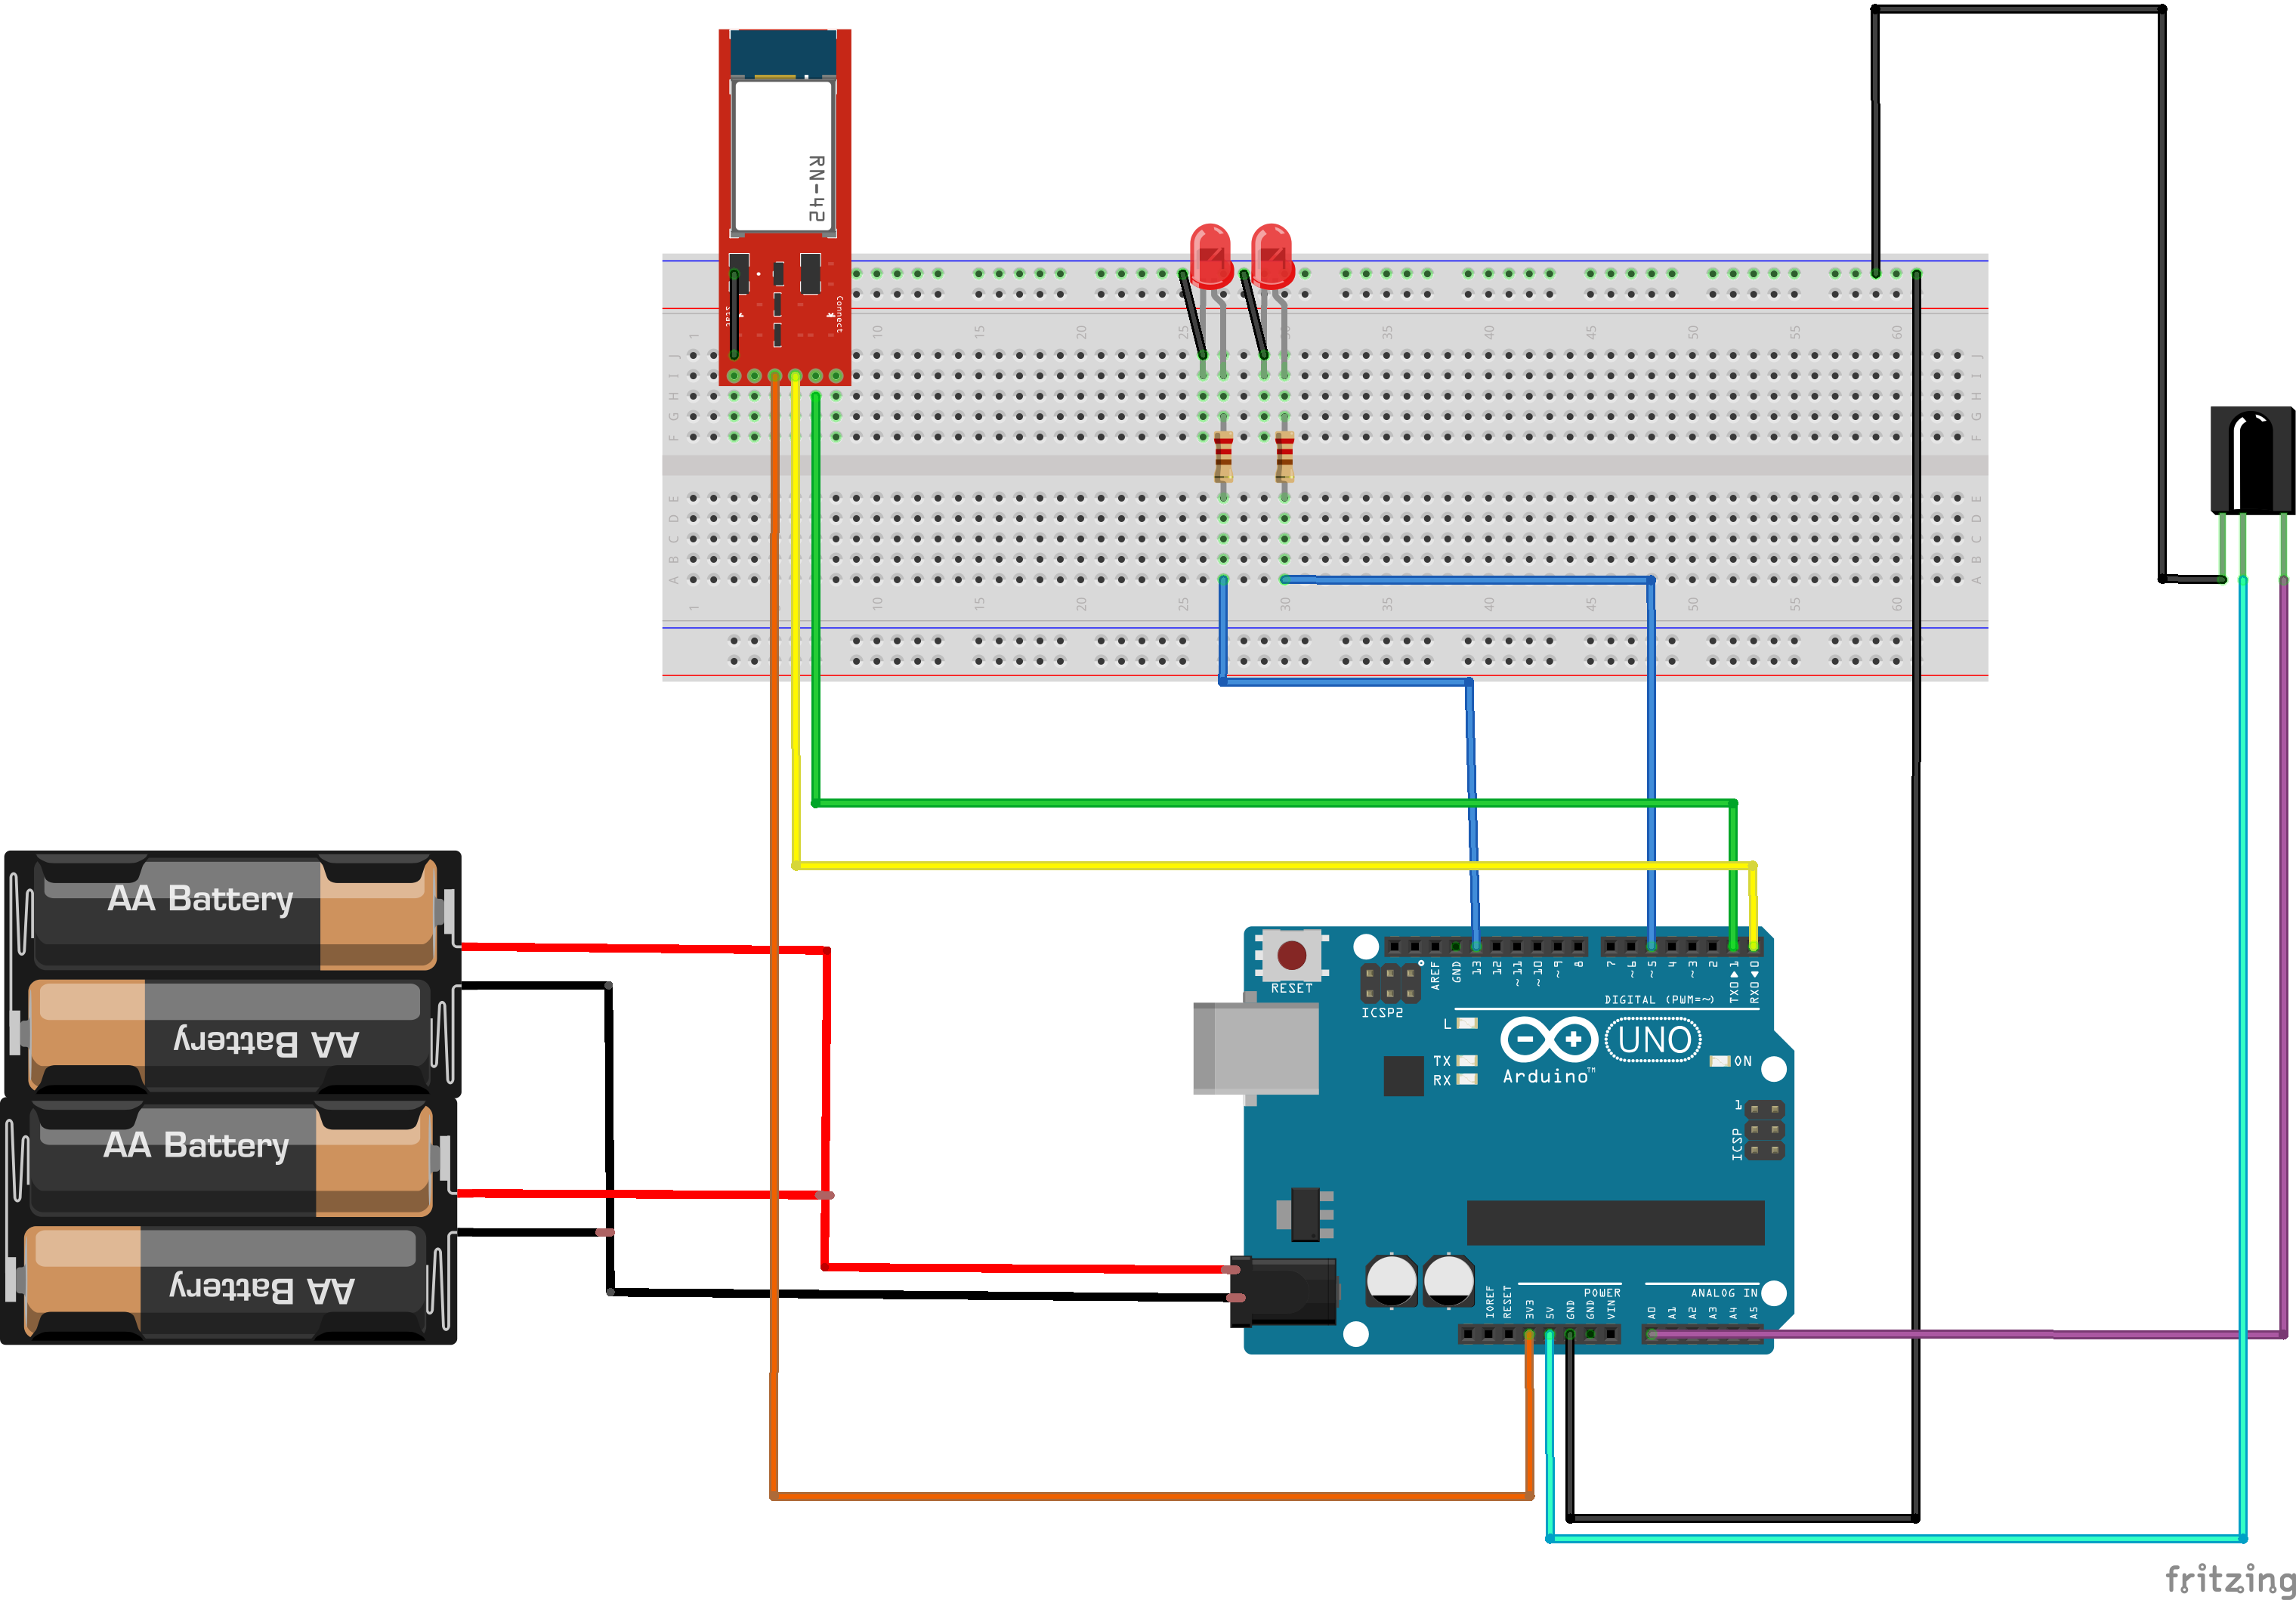 RN-42
Stat
Connect
1 5 10 15 20 25 30 35 40 45 50 55 60
J
I
H
G
F
E
D
C
B
A
J
I
H
G
F
E
D
C
B
A
1 10 15 20 25 30 35 40 45 50 55 60
AA Battery
AA Battery
AA Battery
AA Battery
RESET
ICSP2
AREF
GND
13
12
~11
~10
~9
8
7
~6
~5
4
~3
2
TX0▶1
RX0◀0
DIGITAL (PWM=~)
L
TX
RX
UNO
Arduino™
ON
1
ICSP
POWER
ANALOG IN
IOREF
RESET
3V3
5V
GND
GND
VIN
A0
A1
A2
A3
A4
A5
fritzing